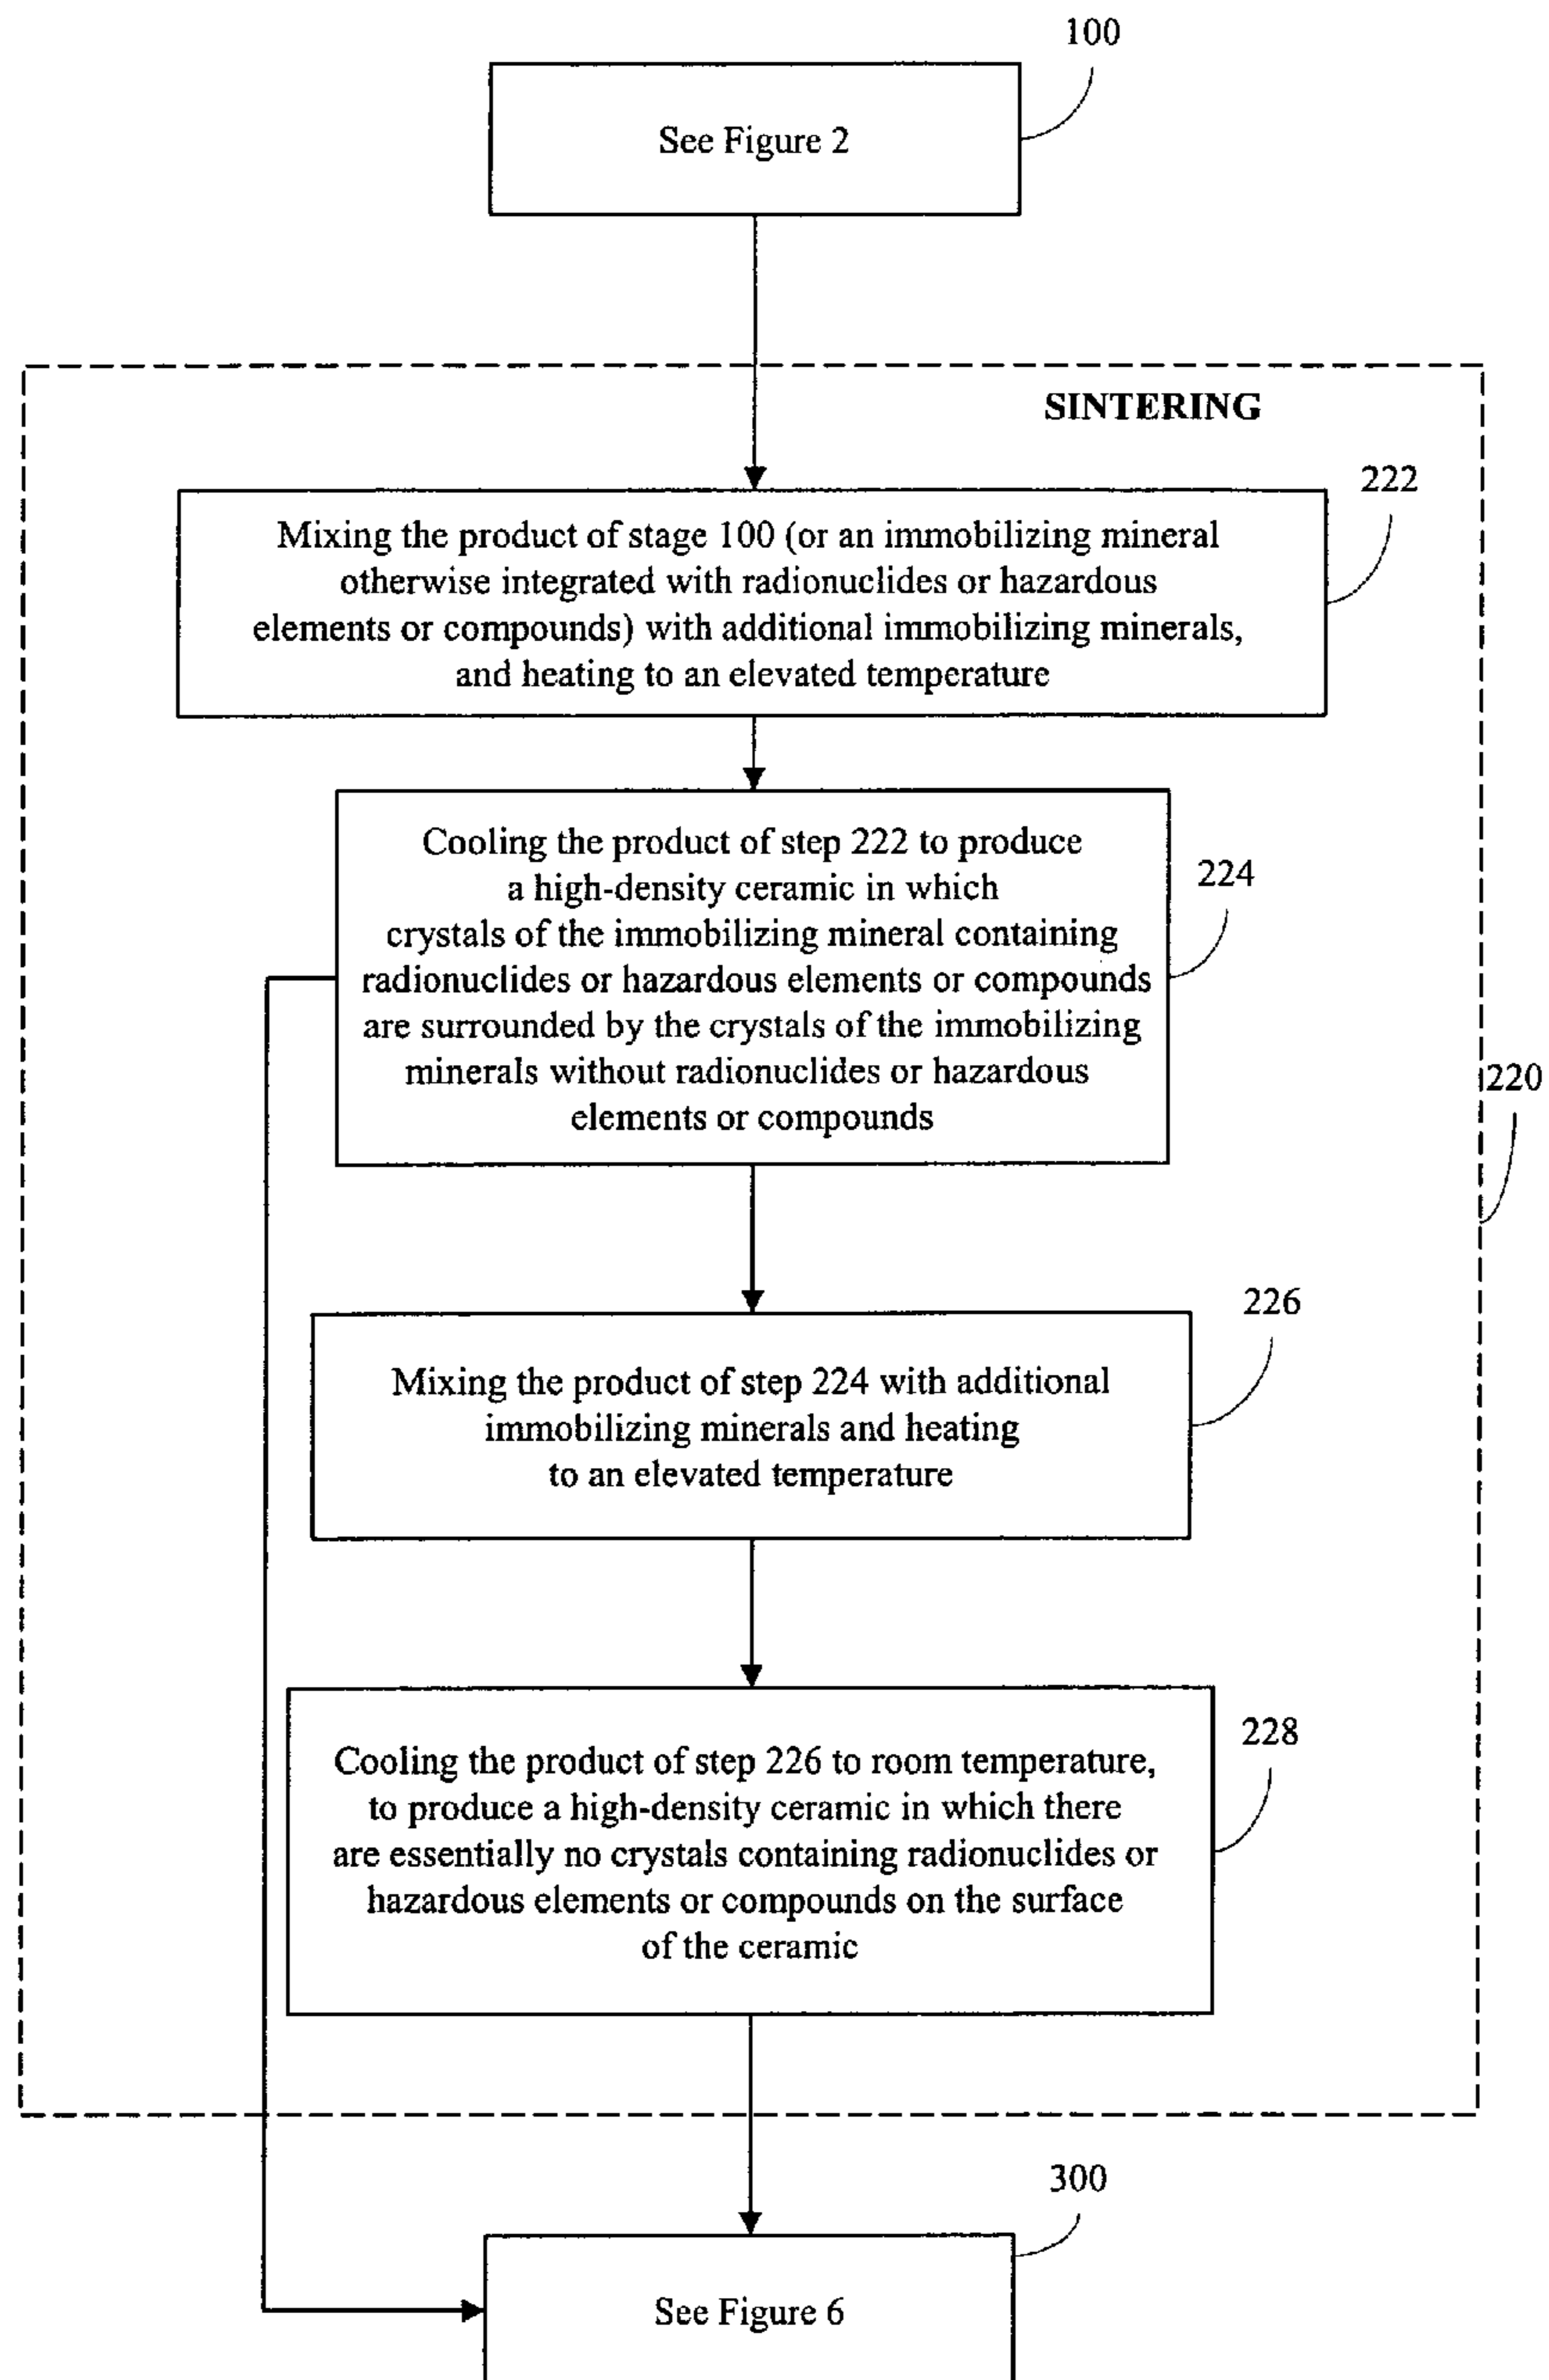 100
See Figure 2
SINTERING
222
Mixing the product of stage 100 (or an immobilizing mineral
otherwise integrated with radionuclides or hazardous
elements or compounds) with additional immobilizing minerals,
and heating to an elevated temperature
Cooling the product of step 222 to produce
a high-density ceramic in which
crystals of the immobilizing mineral containing
radionuclides or hazardous elements or compounds
are surrounded by the crystals of the immobilizing
minerals without radionuclides or hazardous
elements or compounds
224
220
226
Mixing the product of step 224 with additional
immobilizing minerals and heating
to an elevated temperature
228
Cooling the product of step 226 to room temperature,
to produce a high-density ceramic in which there
are essentially no crystals containing radionuclides or
hazardous elements or compounds on the surface
of the ceramic
300
See Figure 6